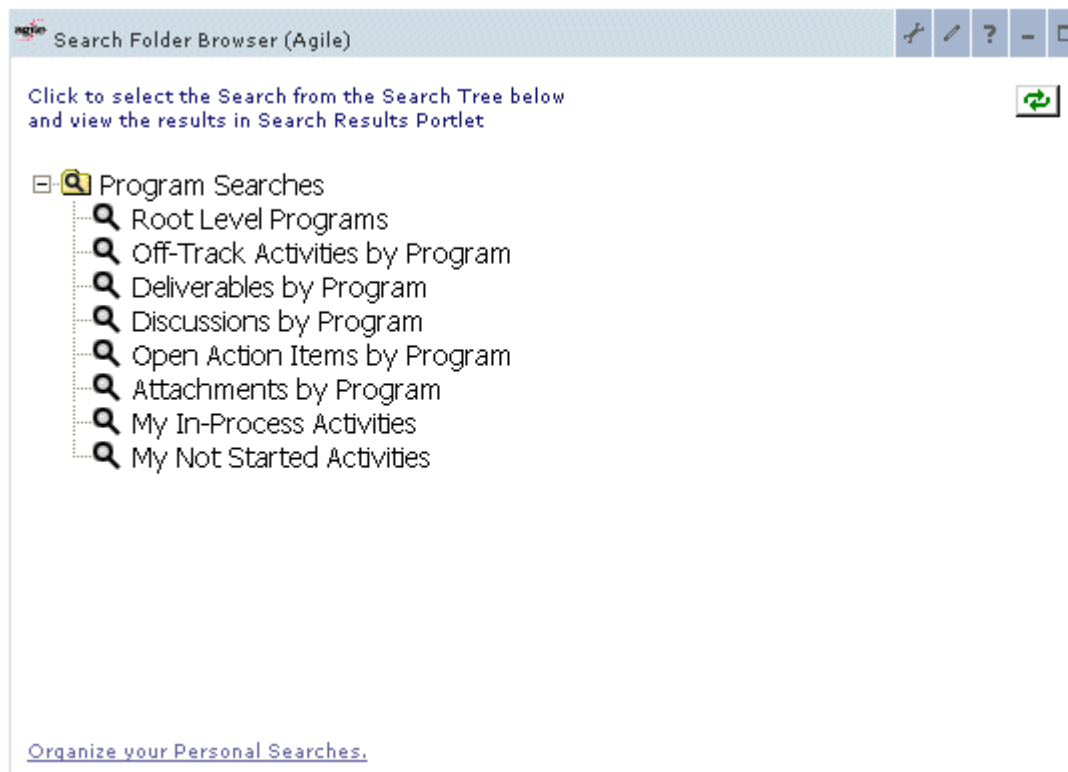 agile Search Folder Browser (Agile) ?
Click to select the Search from the Search Tree below
and view the results in Search Results Portlet
Program Searches
Root Level Programs
Off-Track Activities by Program
Deliverables by Program
Discussions by Program
Open Action Items by Program
Attachments by Program
My In-Process Activities
My Not Started Activities
Organize your Personal Searches.